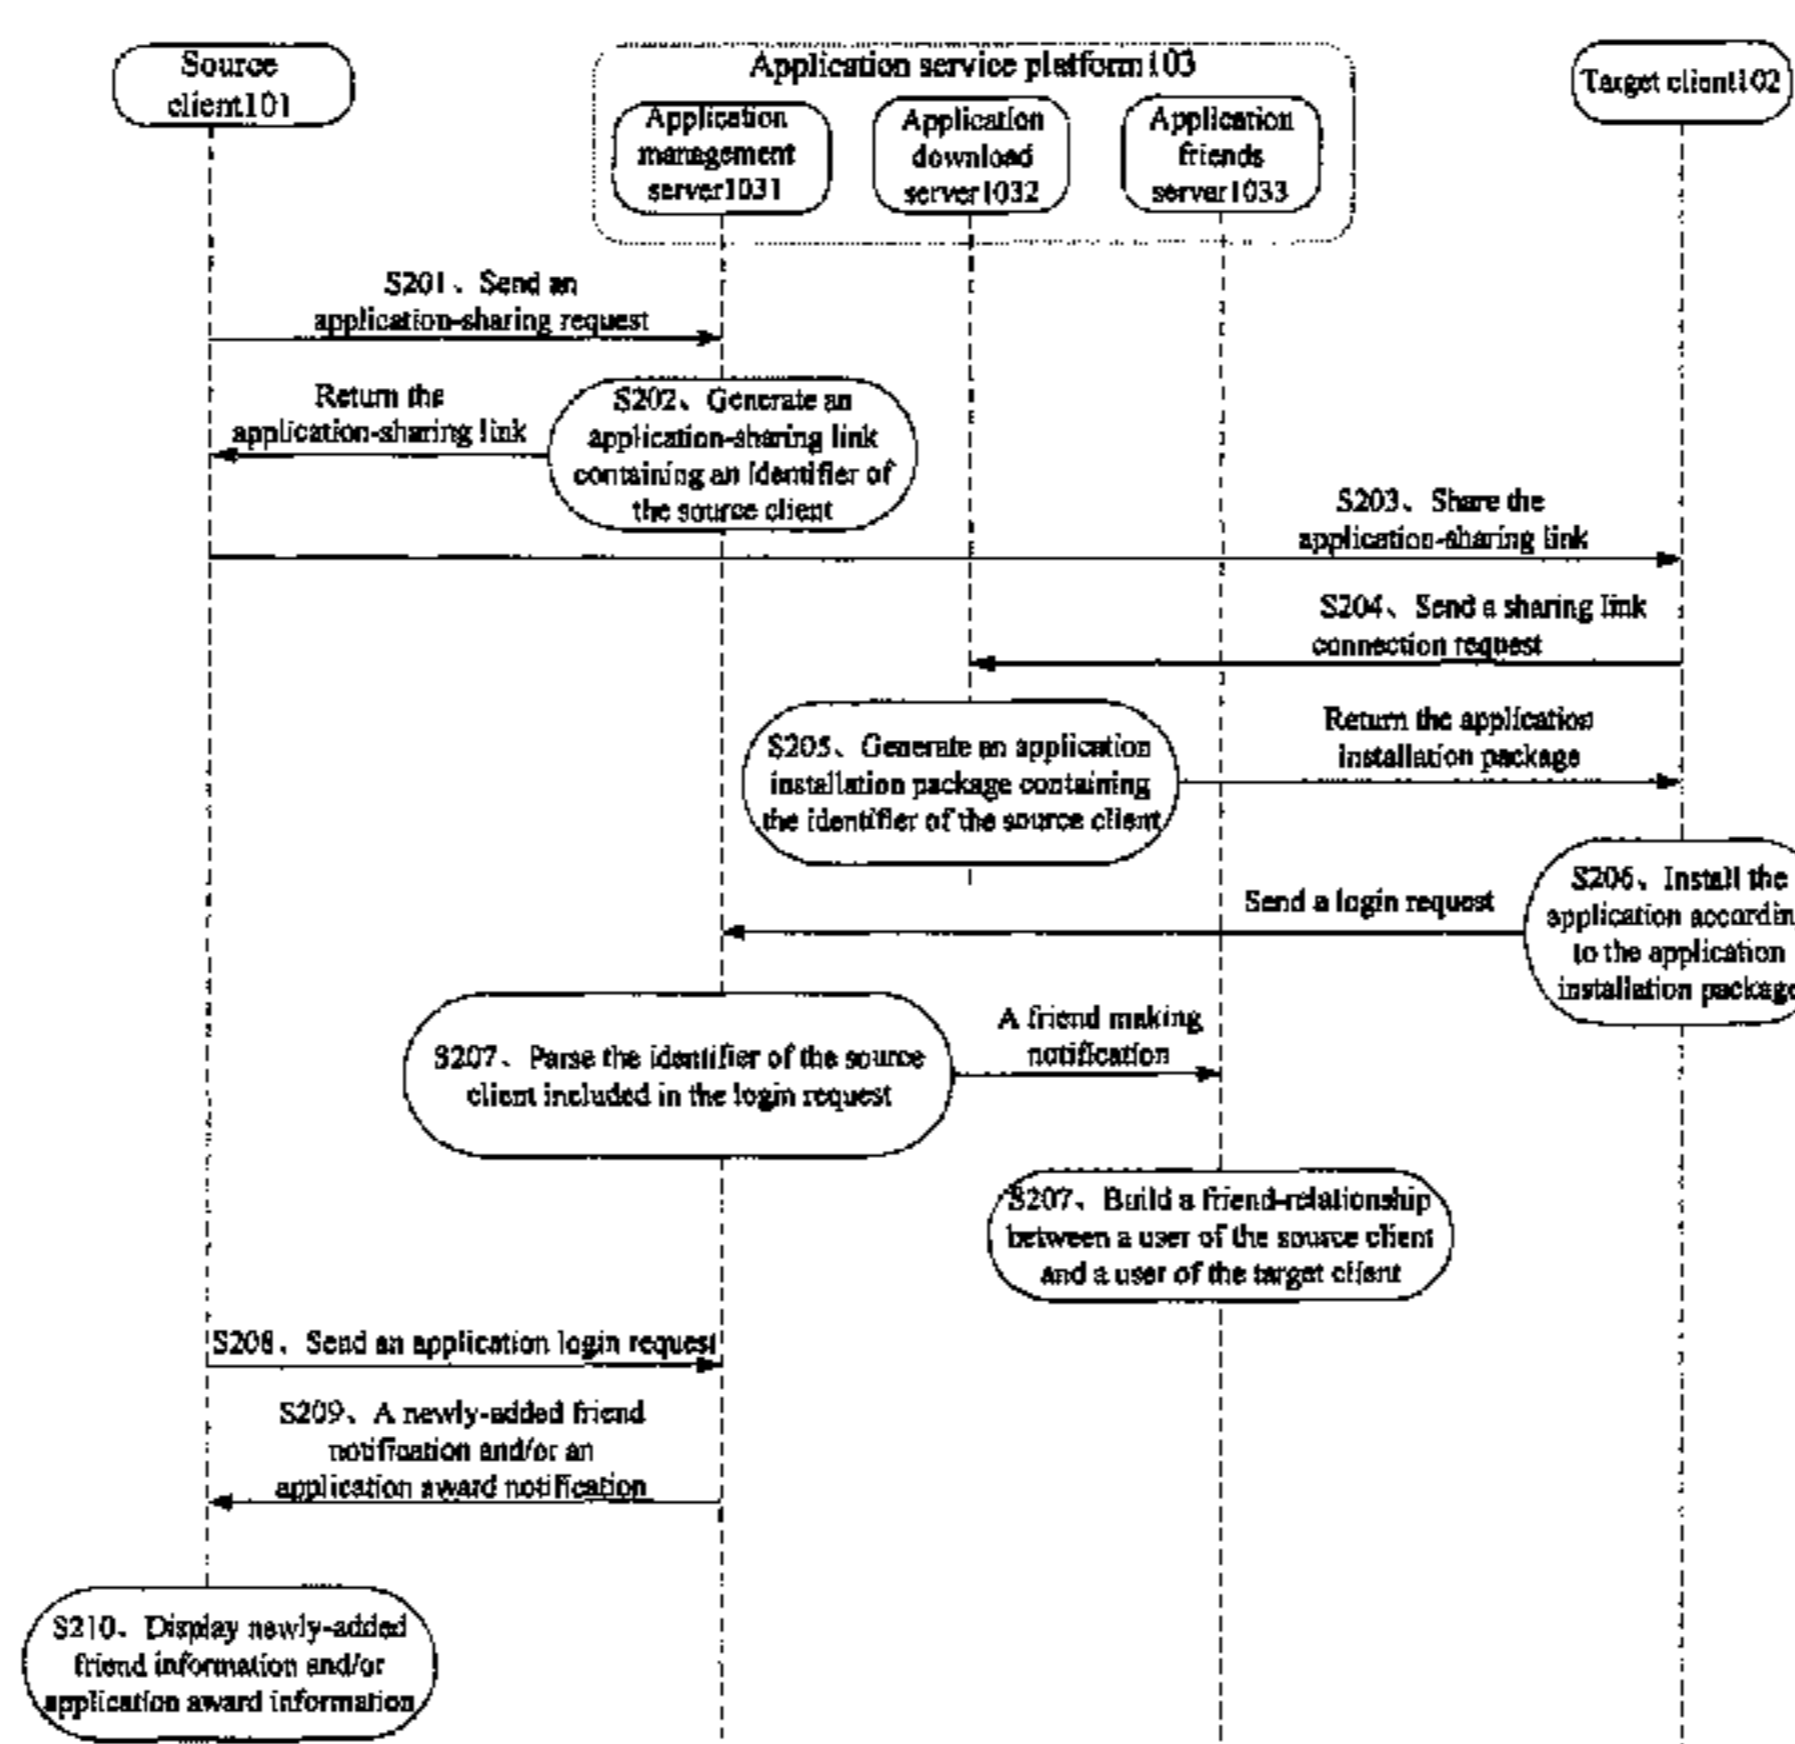 Source
client101
Application service platform103
Application
management
server1031
Application
download
server1032
Application
friends
server1033
Target client102
S201、Send an
application-sharing request
Return the
application-sharing link
S202、Generate an
application-sharing link
containing an identifier of
the source client
S203、Share the
application-sharing link
S204、Send a sharing link
connection request
S205、Generate an application
installation package containing
the identifier of the source client
Return the application
installation package
S206、Install the
application accordin
to the application
installation package
Send a login request
S207、Parse the identifier of the source
client included in the login request
A friend making
notification
S207、Build a friend-relationship
between a user of the source client
and a user of the target client
S208、Send an application login request
S209、A newly-added friend
notification and/or an
application award notification
S210、Display newly-added
friend information and/or
application award information